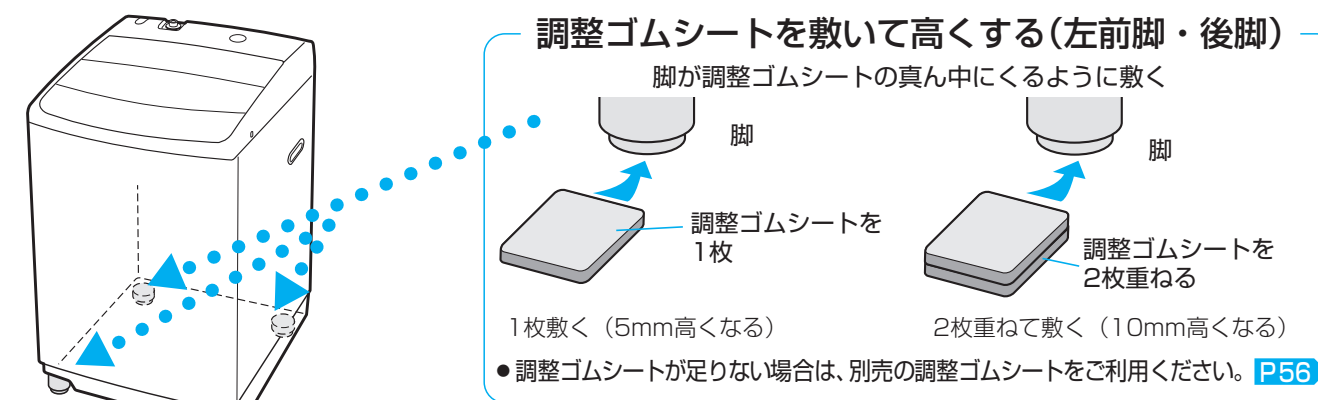 調整ゴムシートを敷いて高くする(左前脚・後脚)
脚が調整ゴムシートの真ん中にくるように敷く
脚
調整ゴムシートを
1枚
1枚敷く(5mm高くなる)
脚
調整ゴムシートを
2枚重ねる
2枚重ねて敷く(10mm高くなる)
●調整ゴムシートが足りない場合は、別売の調整ゴムシートをご利用ください。 P56